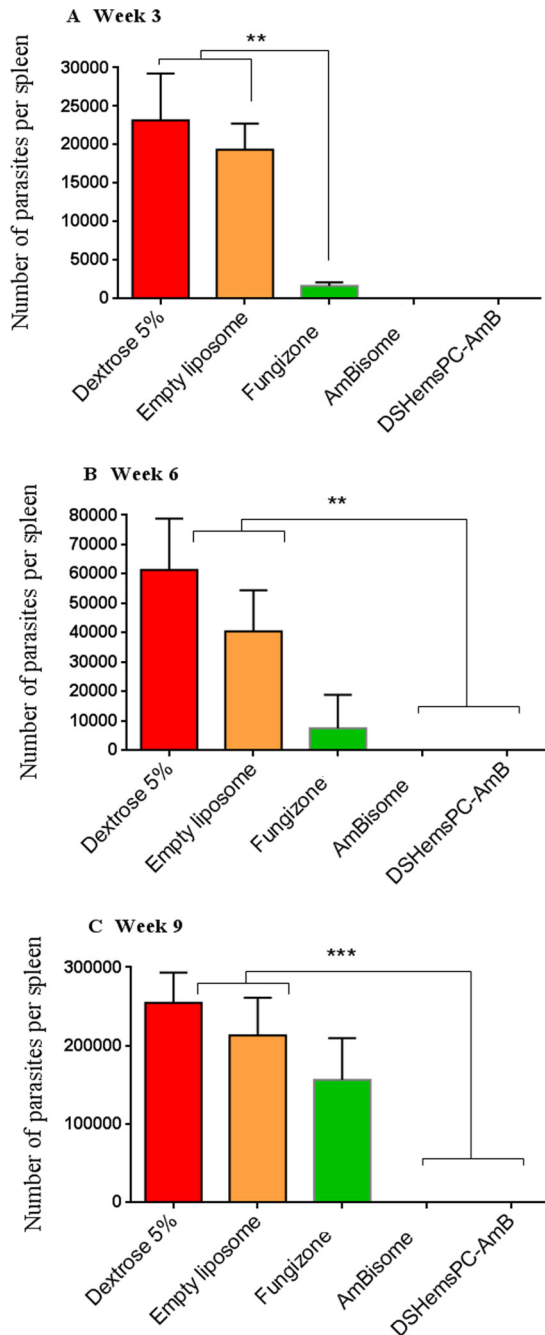 A Week 3
**
Number of parasites per spleen
30000
25000
20000
15000
10000
5000
0
Dextrose 5%
Empty liposome
Fungizone
AmBisome
DSHemsPC-AmB
B Week 6
**
Number of parasites per spleen
80000
70000
60000
50000
40000
30000
20000
10000
0
Dextrose 5%
Empty liposome
Fungizone
AmBisome
DSHemsPC-AmB
C Week 9
***
Number of parasites per spleen
300000
200000
100000
0
Dextrose 5%
Empty liposome
Fungizone
AmBisome
DSHemsPC-AmB